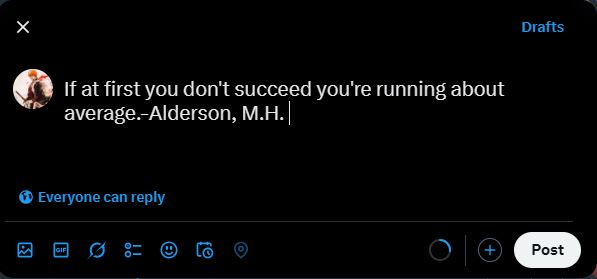 Drafts
If at first you don't succeed you're running about
average.-Alderson, M.H.
Everyone can reply
GIF
Post